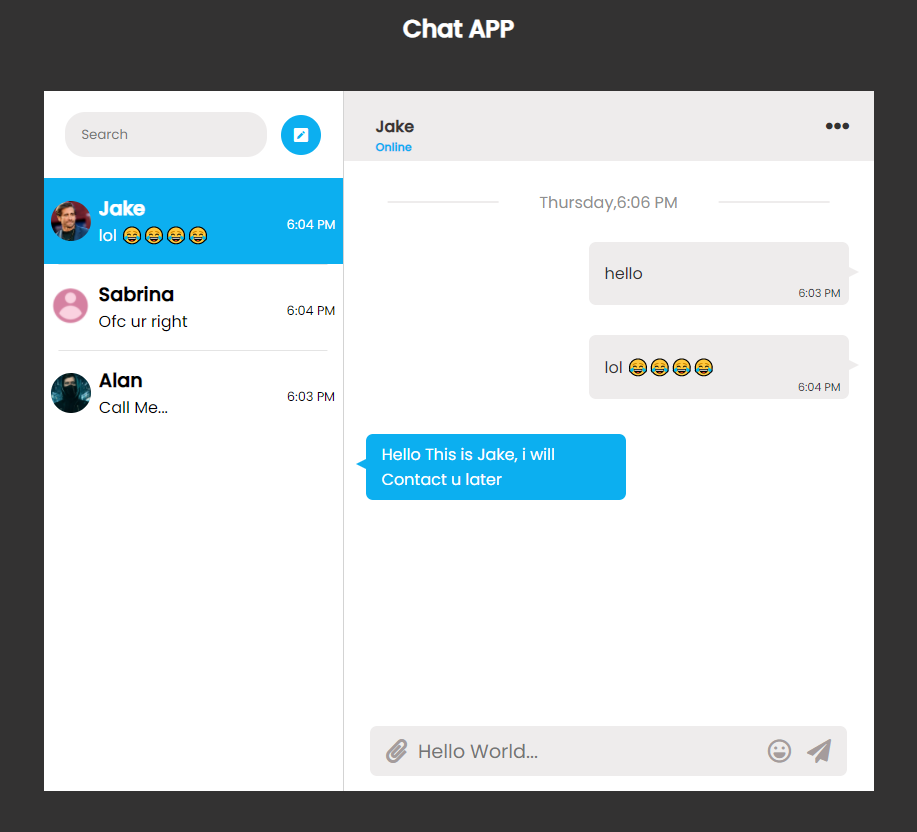 Chat APP
Search
Jake
lol 😂😂😂😂
6:04 PM
Sabrina
Ofc ur right
6:04 PM
Alan
Call Me...
6:03 PM
Jake
Online
Thursday,6:06 PM
hello
6:03 PM
lol 😂😂😂😂
6:04 PM
Hello This is Jake, i will
Contact u later
Hello World...